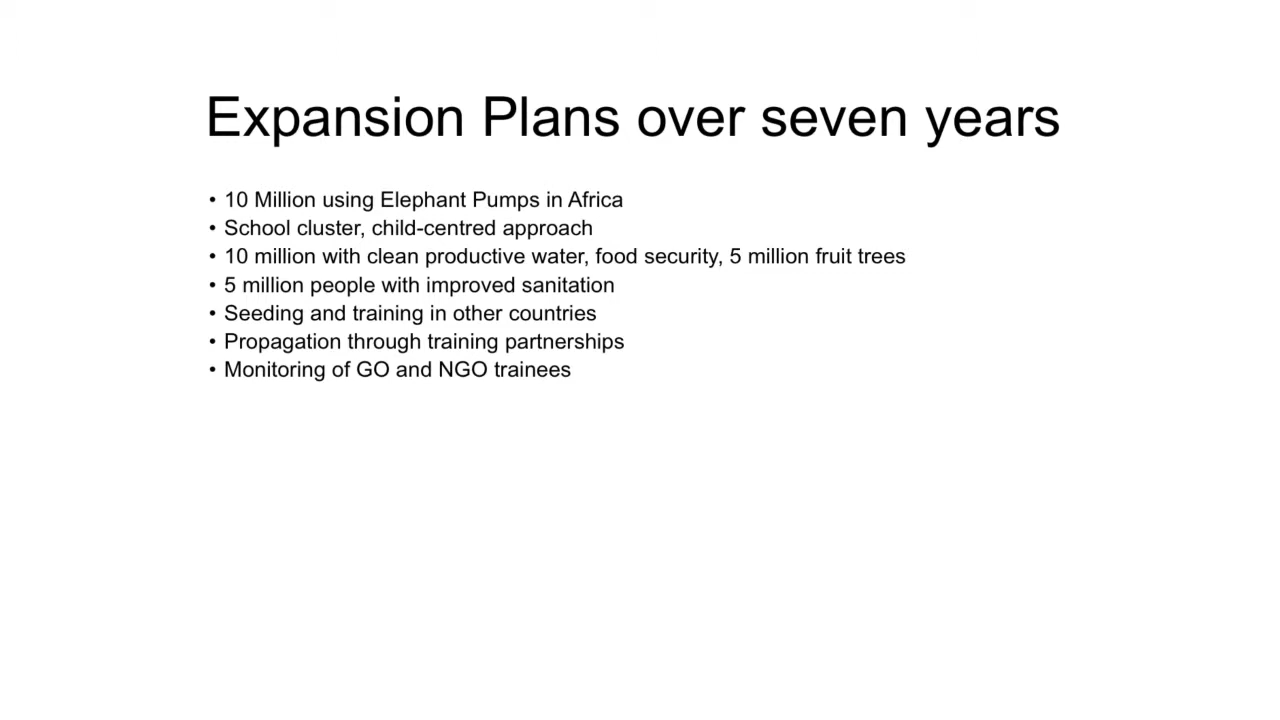 Expansion Plans over seven years
• 10 Million using Elephant Pumps in Africa
• School cluster, child-centred approach
• 10 million with clean productive water, food security, 5 million fruit trees
• 5 million people with improved sanitation
• Seeding and training in other countries
• Propagation through training partnerships
• Monitoring of GO and NGO trainees